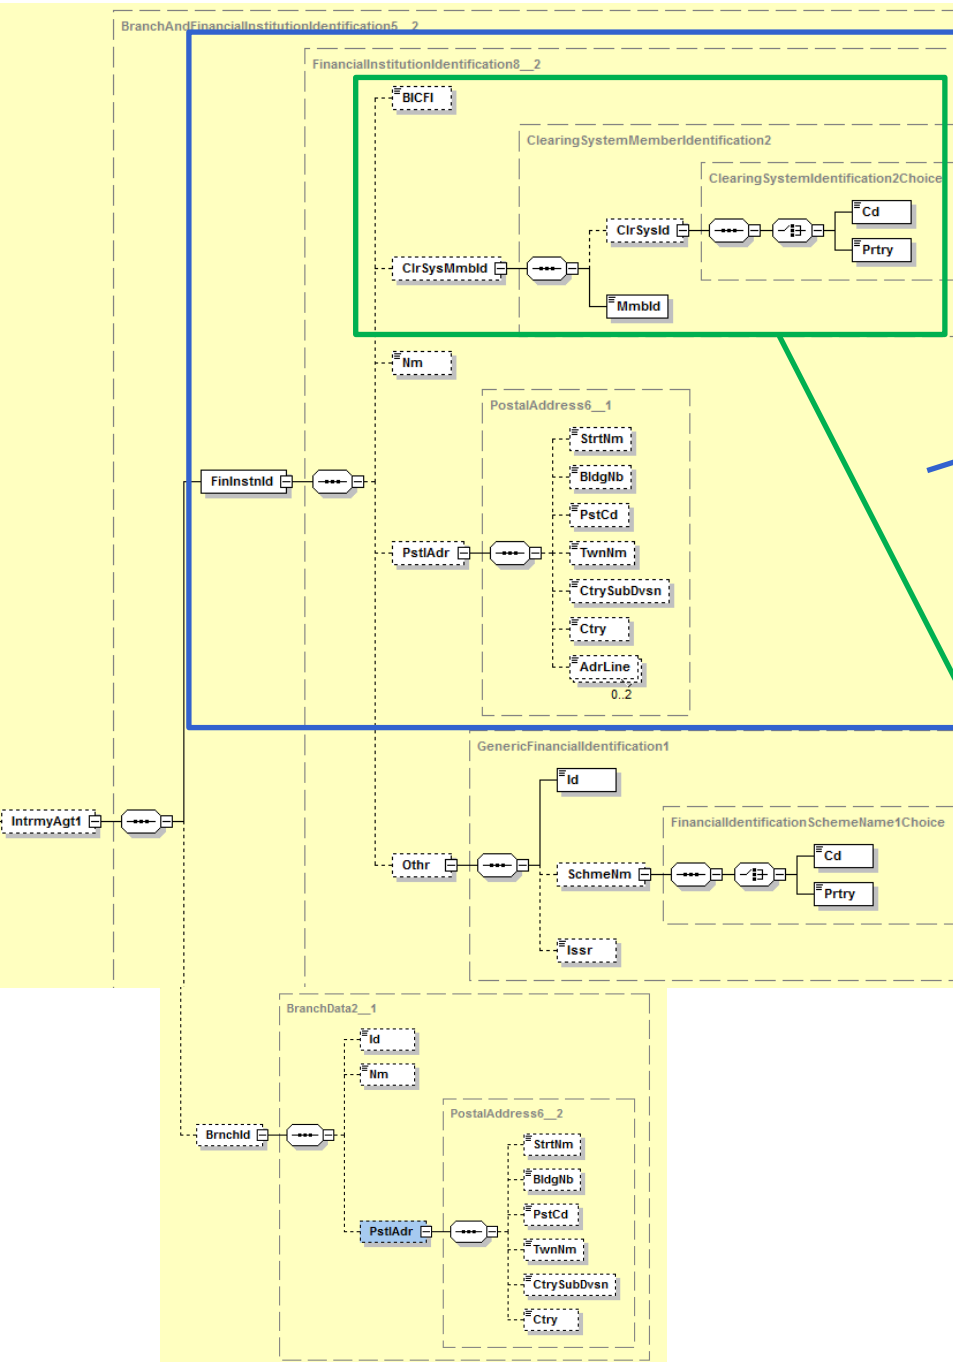 BranchAndFinancialInstitutionIdentification5__2
FinancialInstitutionIdentification8__2
BICFI
ClearingSystemMemberIdentification2
ClearingSystemIdentification2Choice
Cd
ClrSysId
Prtry
ClrSysMmbId
MmbId
Nm
PostalAddress6__1
StrtNm
BldgNb
FinInstnId
PstCd
PstlAdr
TwnNm
CtrySubDvsn
Ctry
AdrLine
0..2
GenericFinancialIdentification1
Id
IntrmyAgt1
FinancialIdentificationSchemeName1Choice
Cd
Othr
SchmeNm
Prtry
Issr
BranchData2__1
Id
Nm
PostalAddress6__2
BrnchId
StrtNm
BldgNb
PstCd
PstlAdr
TwnNm
CtrySubDvsn
Ctry